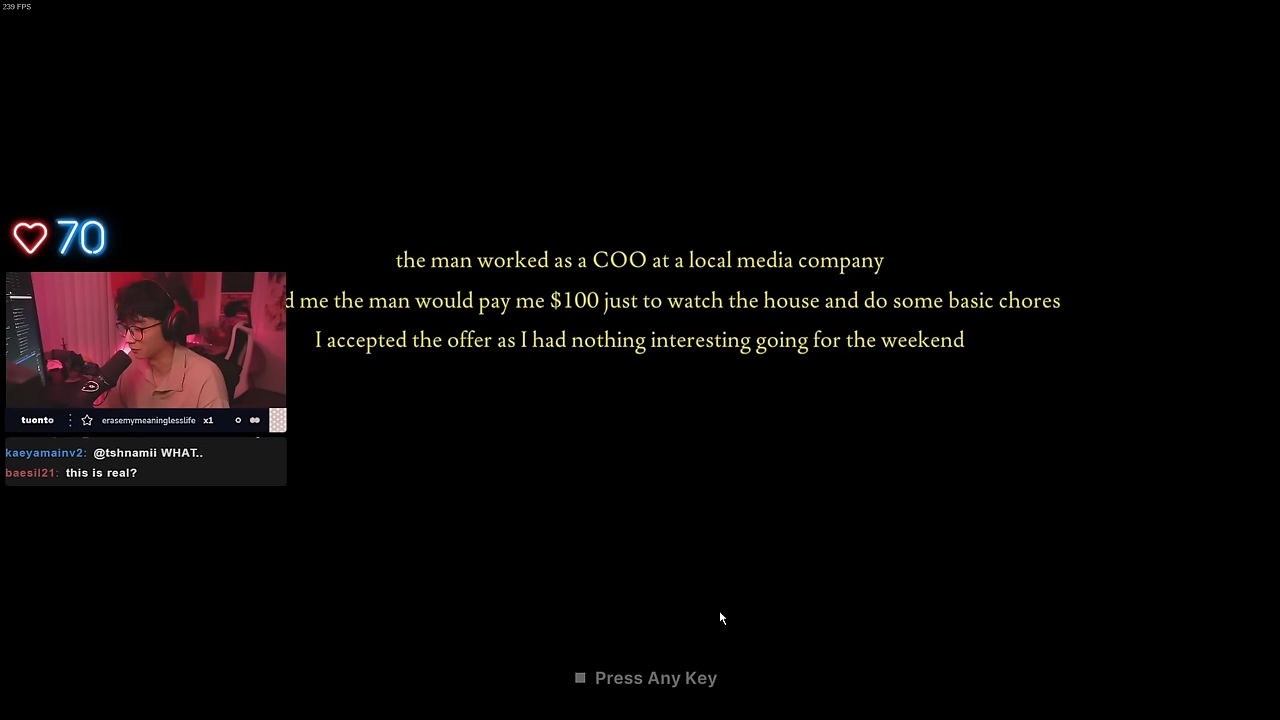 239 FPS
70
the man worked as a COO at a local media company
me the man would pay me $100 just to watch the house and do some basic chores
I accepted the offer as I had nothing interesting going for the weekend
tuonto erasemymeaninglesslife x1
kaeyamainv2: @tshnamii WHAT..
baesil21: this is real?
Press Any Key